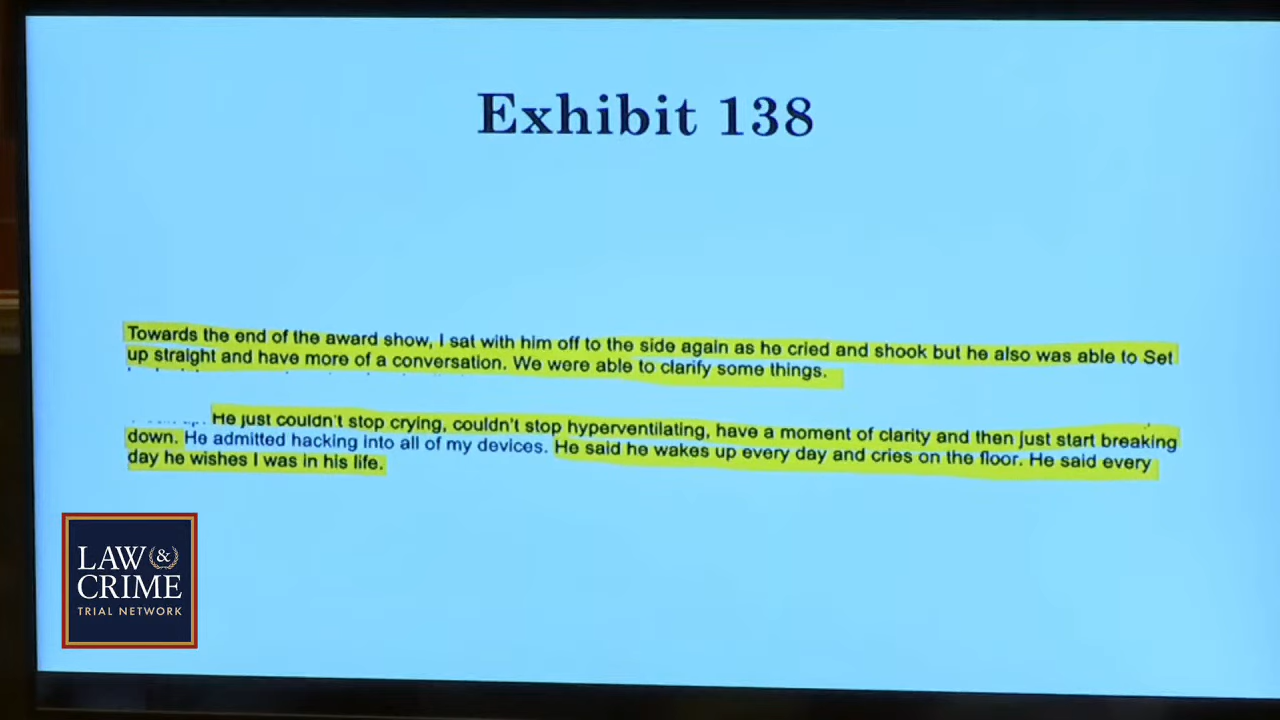 Exhibit 138
Towards the end of the award show, I sat with him off to the side again as he cried and shook but he also was able to Set
up straight and have more of a conversation. We were able to clarify some things.
He just couldn't stop crying, couldn't stop hyperventilating, have a moment of clarity and then just start breaking
down. He admitted hacking into all of my devices. He said he wakes up every day and cries on the floor. He said every
day he wishes I was in his life.
LAW &
CRIME
TRIAL NETWORK